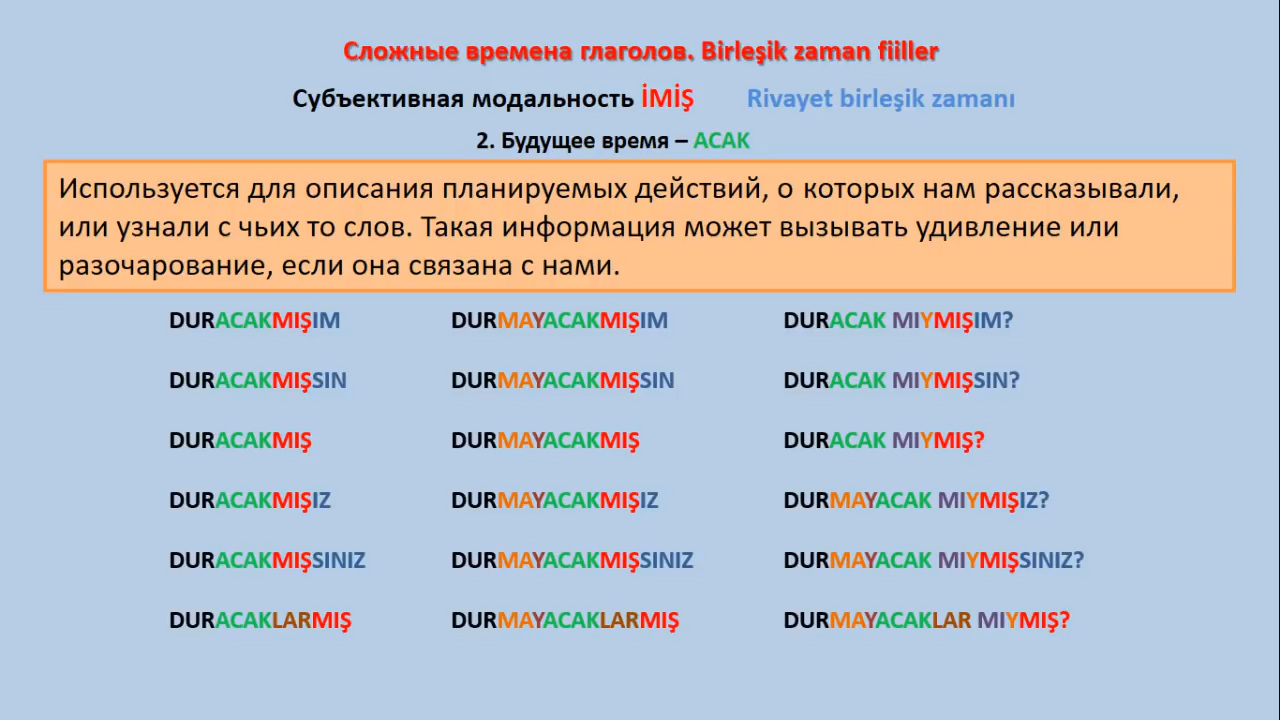 Сложные времена глаголов. Birleşik zaman fiiller
Субъективная модальность İMİŞ Rivayet birleşik zamanı
2. Будущее время – ACAK
Используется для описания планируемых действий, о которых нам рассказывали,
или узнали с чьих то слов. Такая информация может вызывать удивление или
разочарование, если она связана с нами.
DURACAKMIŞIM DURMAYACAKMIŞIM DURACAK MIYMIŞIM?
DURACAKMIŞSIN DURMAYACAKMIŞSIN DURACAK MIYMIŞSIN?
DURACAKMIŞ DURMAYACAKMIŞ DURACAK MIYMIŞ?
DURACAKMIŞIZ DURMAYACAKMIŞIZ DURMAYACAK MIYMIŞIZ?
DURACAKMIŞSINIZ DURMAYACAKMIŞSINIZ DURMAYACAK MIYMIŞSINIZ?
DURACAKLARMIŞ DURMAYACAKLARMIŞ DURMAYACAKLAR MIYMIŞ?